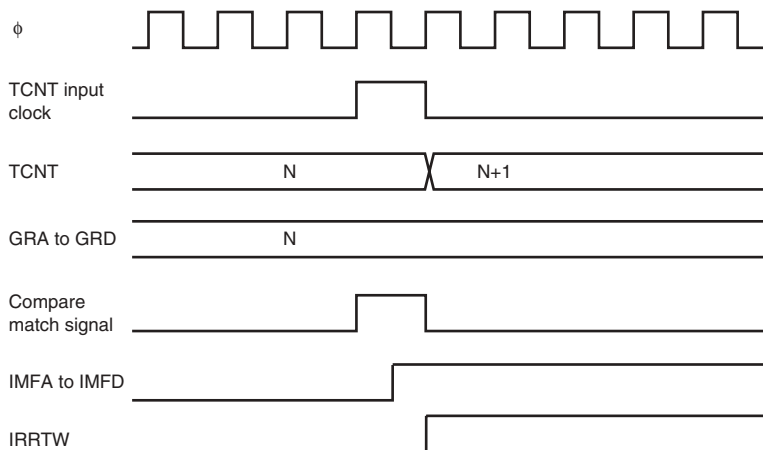 ϕ
TCNT input
clock
TCNT
N
N+1
GRA to GRD
N
Compare
match signal
IMFA to IMFD
IRRTW